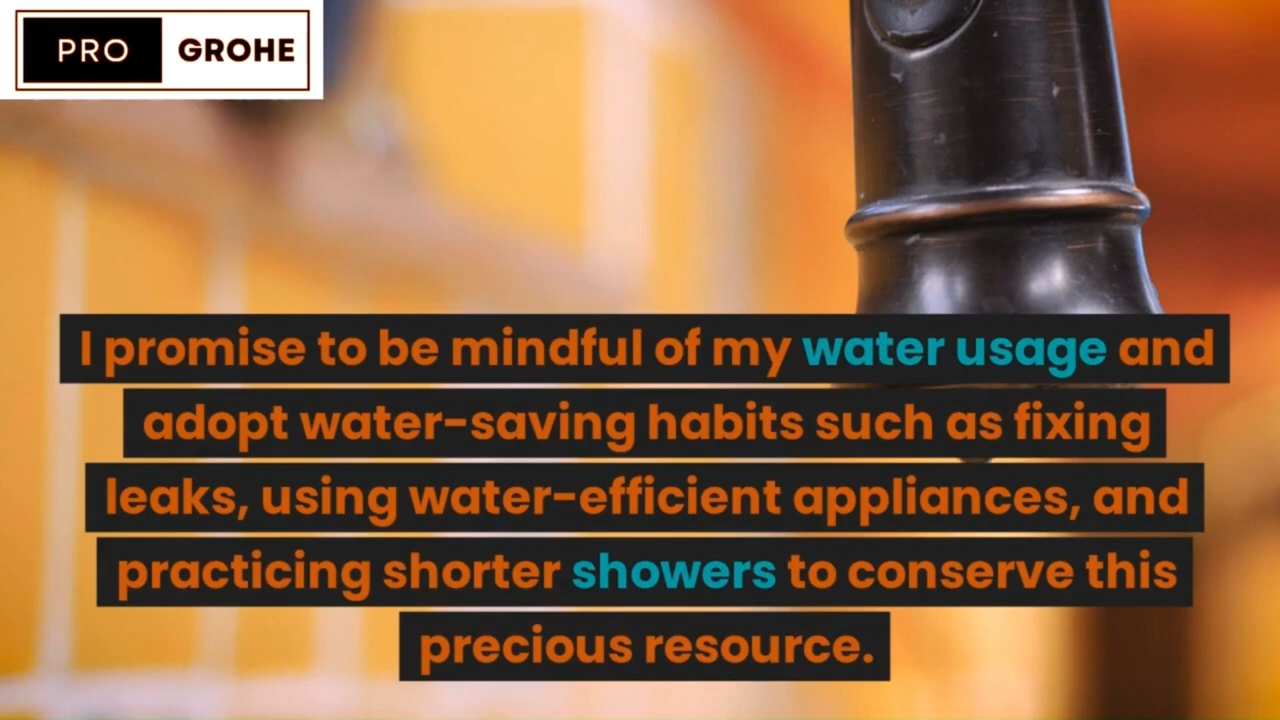 PRO GROHE
I promise to be mindful of my water usage and
adopt water-saving habits such as fixing
leaks, using water-efficient appliances, and
practicing shorter showers to conserve this
precious resource.